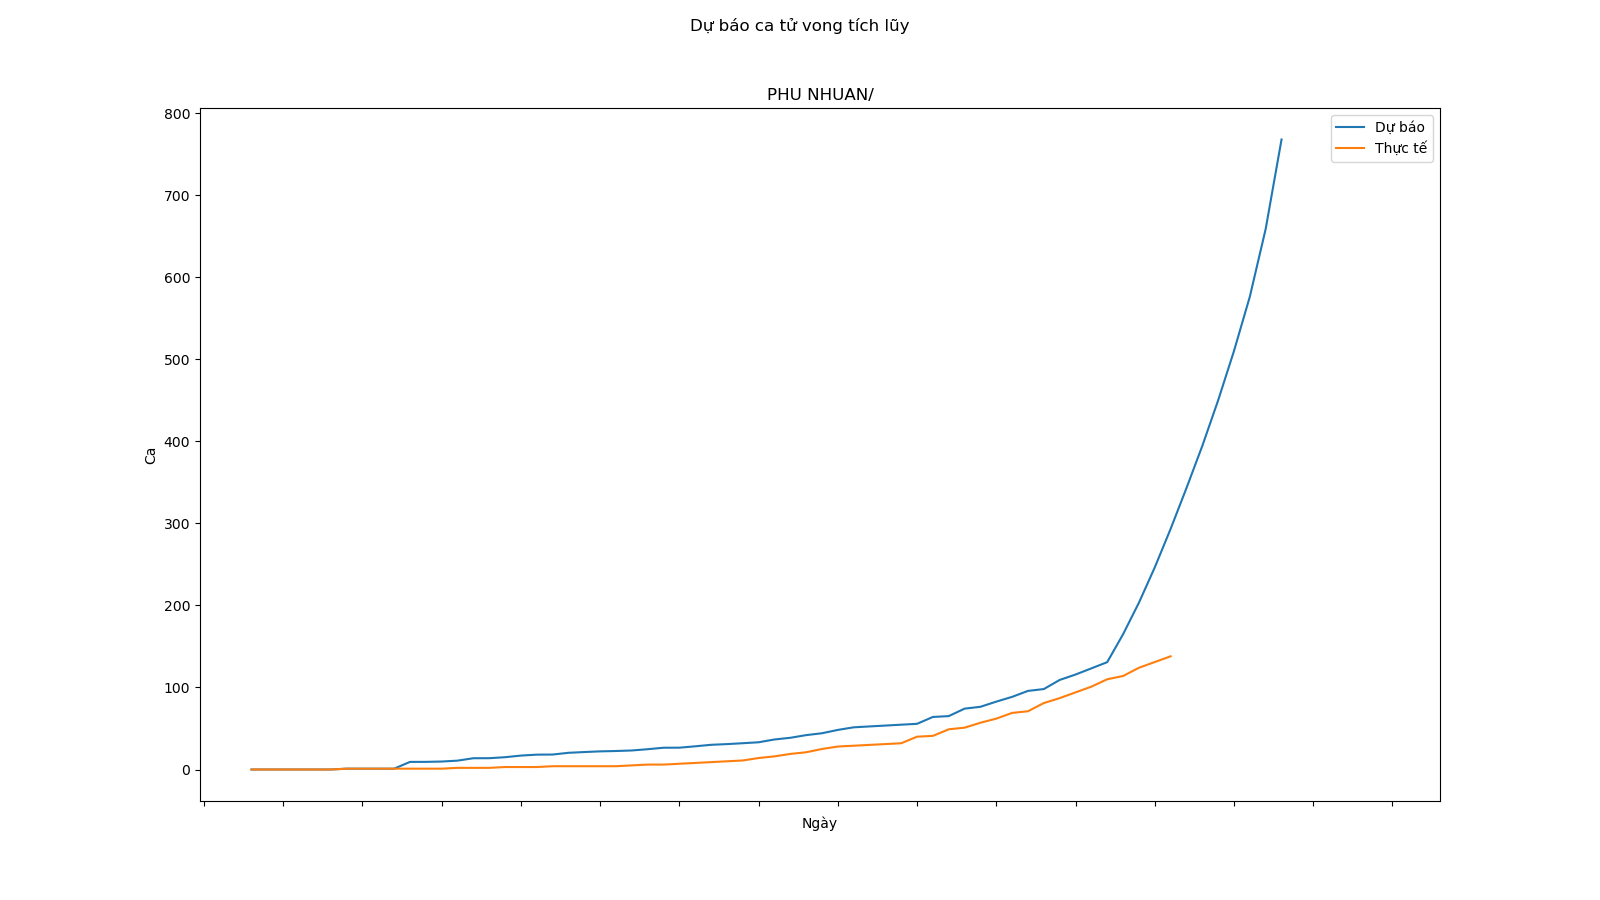 Dự báo ca tử vong tích lũy
PHU NHUAN/
Dự báo
Thực tế
800
700
600
500
400
300
200
100
0
Ca
Ngày